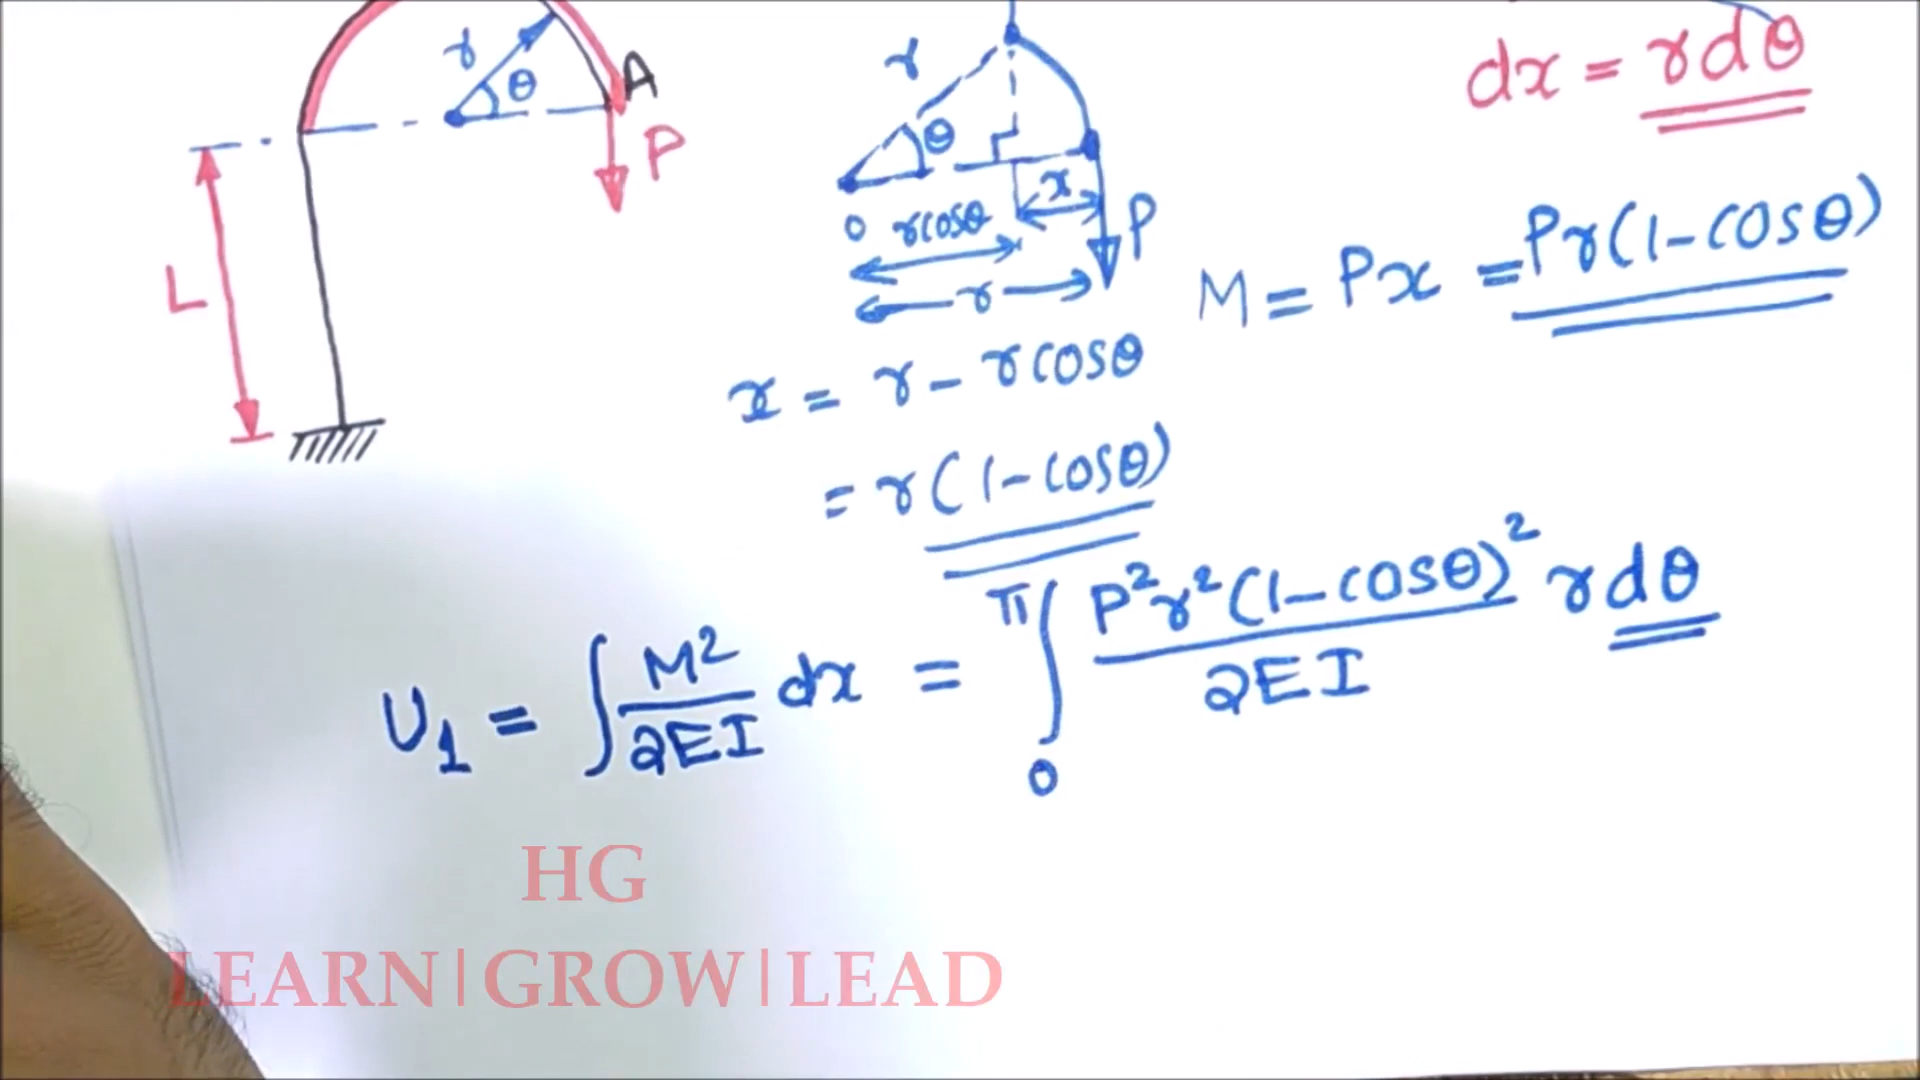 r
θ
A
P
L
r
θ
x
0
rcosθ
r
P
dx = rdθ
M = Px = Pr(1-cosθ)
x = r - rcosθ
= r(1-cosθ)
U₁ = ∫ M²/2EI dx = ∫₀^π P²r²(1-cosθ)²/2EI r dθ
HG
LEARN|GROW|LEAD